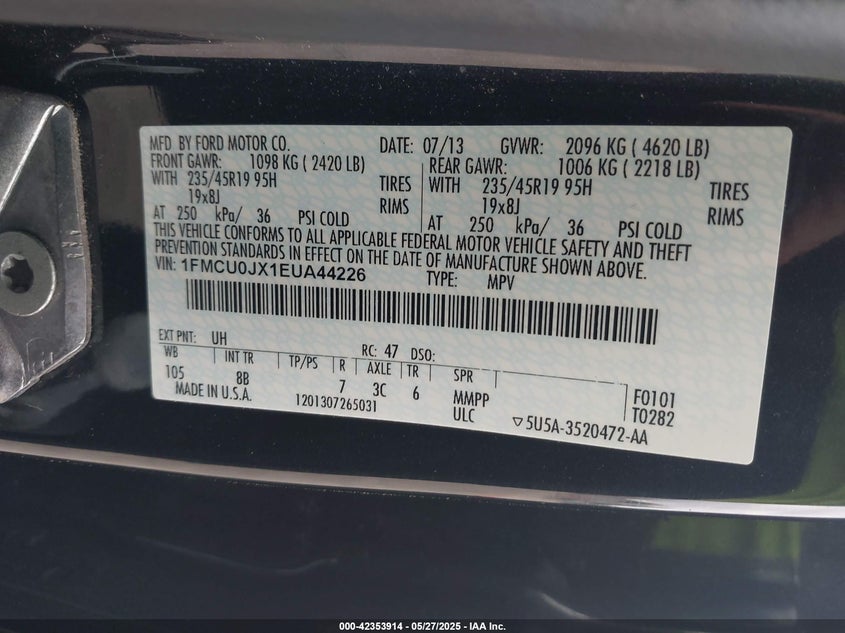 MFD BY FORD MOTOR CO. DATE: 07/13 GVWR: 2096 KG ( 4620 LB)
FRONT GAWR: 1098 KG ( 2420 LB) REAR GAWR: 1006 KG ( 2218 LB)
WITH 235/45R19 95H TIRES WITH 235/45R19 95H TIRES
19x8J RIMS 19x8J RIMS
AT 250 kPa/ 36 PSI COLD AT 250 kPa/ 36 PSI COLD
THIS VEHICLE CONFORMS TO ALL APPLICABLE FEDERAL MOTOR VEHICLE SAFETY AND THEFT
PREVENTION STANDARDS IN EFFECT ON THE DATE OF MANUFACTURE SHOWN ABOVE.
VIN: 1FMCU0JX1EUA44226 TYPE: MPV
EXT PNT: UH RC: 47 DSO:
WB INT TR TP/PS R AXLE TR SPR
105 8B 7 3C 6 MMPP F0101
MADE IN U.S.A. 1201307265031 ULC T0282
▽5U5A-3520472-AA
000-42353914 — 05/27/2025 - IAA Inc.